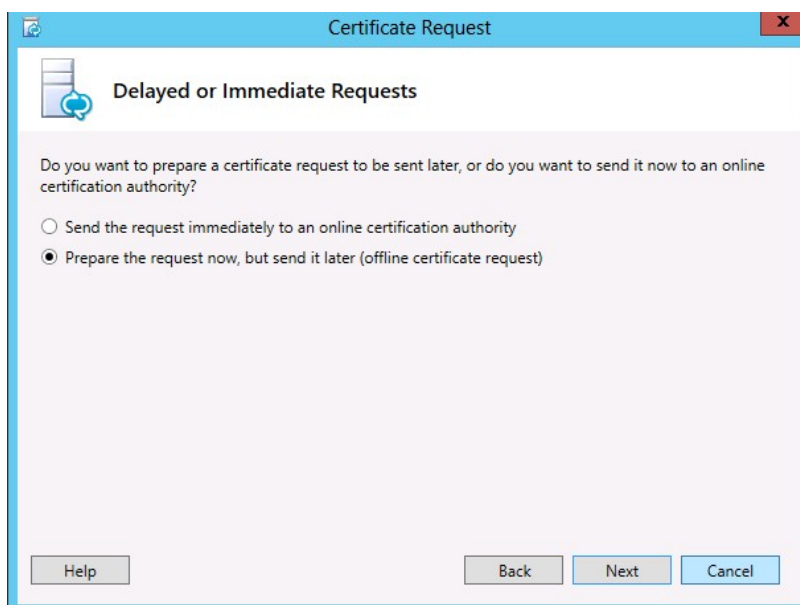 Certificate Request
x
Delayed or Immediate Requests
Do you want to prepare a certificate request to be sent later, or do you want to send it now to an online
certification authority?
Send the request immediately to an online certification authority
Prepare the request now, but send it later (offline certificate request)
Help
Back
Next
Cancel